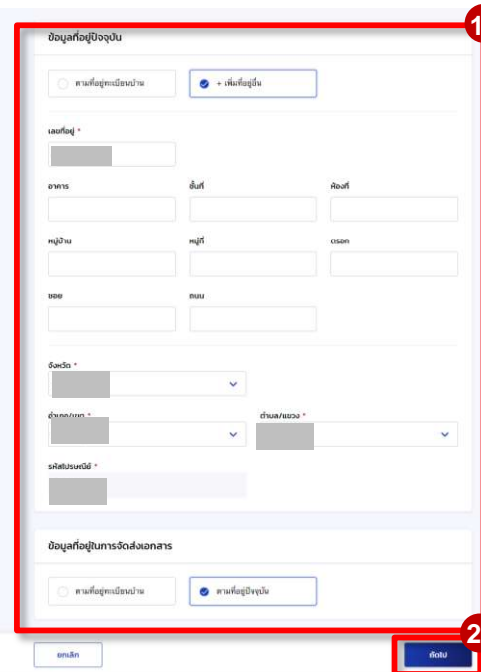 1
ข้อมูลที่อยู่ปัจจุบัน
ตามที่อยู่ทะเบียนบ้าน
+ เพิ่มที่อยู่อื่น
เลขที่อยู่ *
อาคาร ชั้นที่ ห้องที่
หมู่บ้าน หมู่ที่ ตรอก
ซอย ถนน
จังหวัด *
อำเภอ/เขต * ตำบล/แขวง *
รหัสไปรษณีย์ *
ข้อมูลที่อยู่ในการจัดส่งเอกสาร
ตามที่อยู่ทะเบียนบ้าน
ตามที่อยู่ปัจจุบัน
2
ยกเลิก ถัดไป